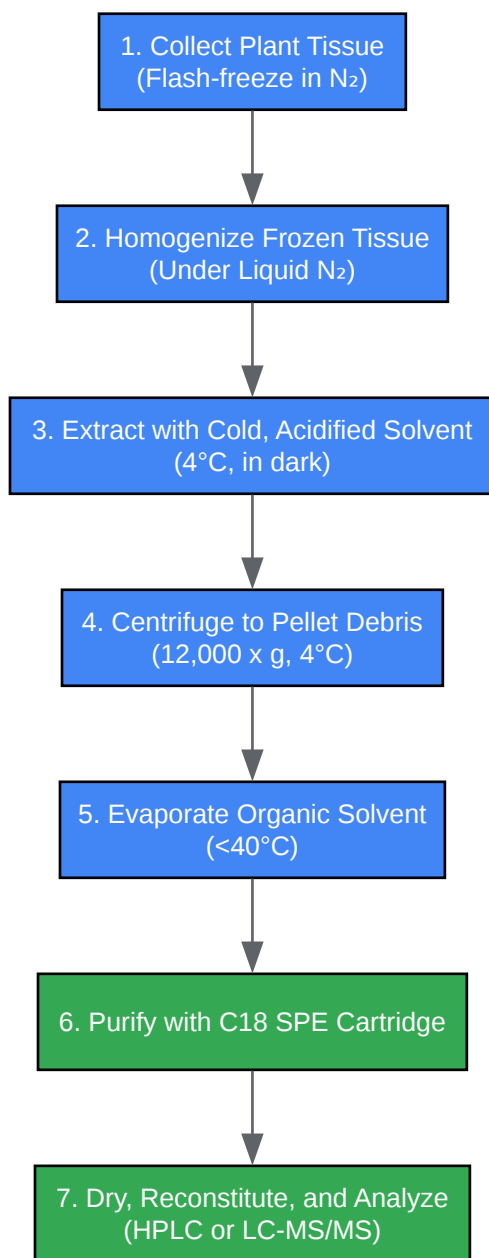 1. Collect Plant Tissue
(Flash-freeze in N₂)
2. Homogenize Frozen Tissue
(Under Liquid N₂)
3. Extract with Cold, Acidified Solvent
(4°C, in dark)
4. Centrifuge to Pellet Debris
(12,000 x g, 4°C)
5. Evaporate Organic Solvent
(<40°C)
6. Purify with C18 SPE Cartridge
7. Dry, Reconstitute, and Analyze
(HPLC or LC-MS/MS)